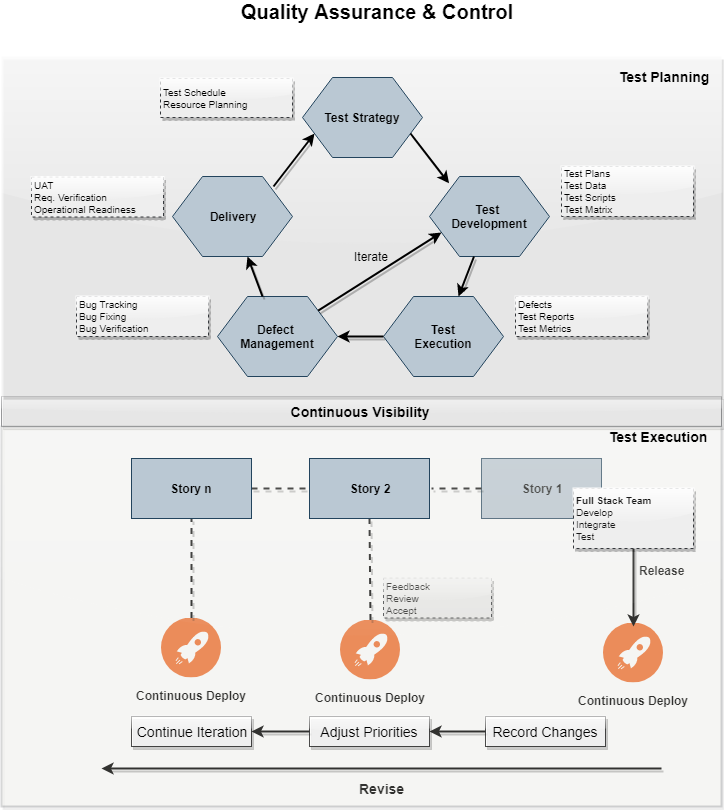 Quality Assurance & Control
Test Planning
Test Schedule
Resource Planning
Test Strategy
UAT
Req. Verification
Operational Readiness
Delivery
Test
Development
Test Plans
Test Data
Test Scripts
Test Matrix
Iterate
Bug Tracking
Bug Fixing
Bug Verification
Defect
Management
Test
Execution
Defects
Test Reports
Test Metrics
Continuous Visibility
Test Execution
Story n
Story 2
Story 1
Full Stack Team
Develop
Integrate
Test
Release
Feedback
Review
Accept
Continuous Deploy
Continuous Deploy
Continuous Deploy
Continue Iteration
Adjust Priorities
Record Changes
Revise